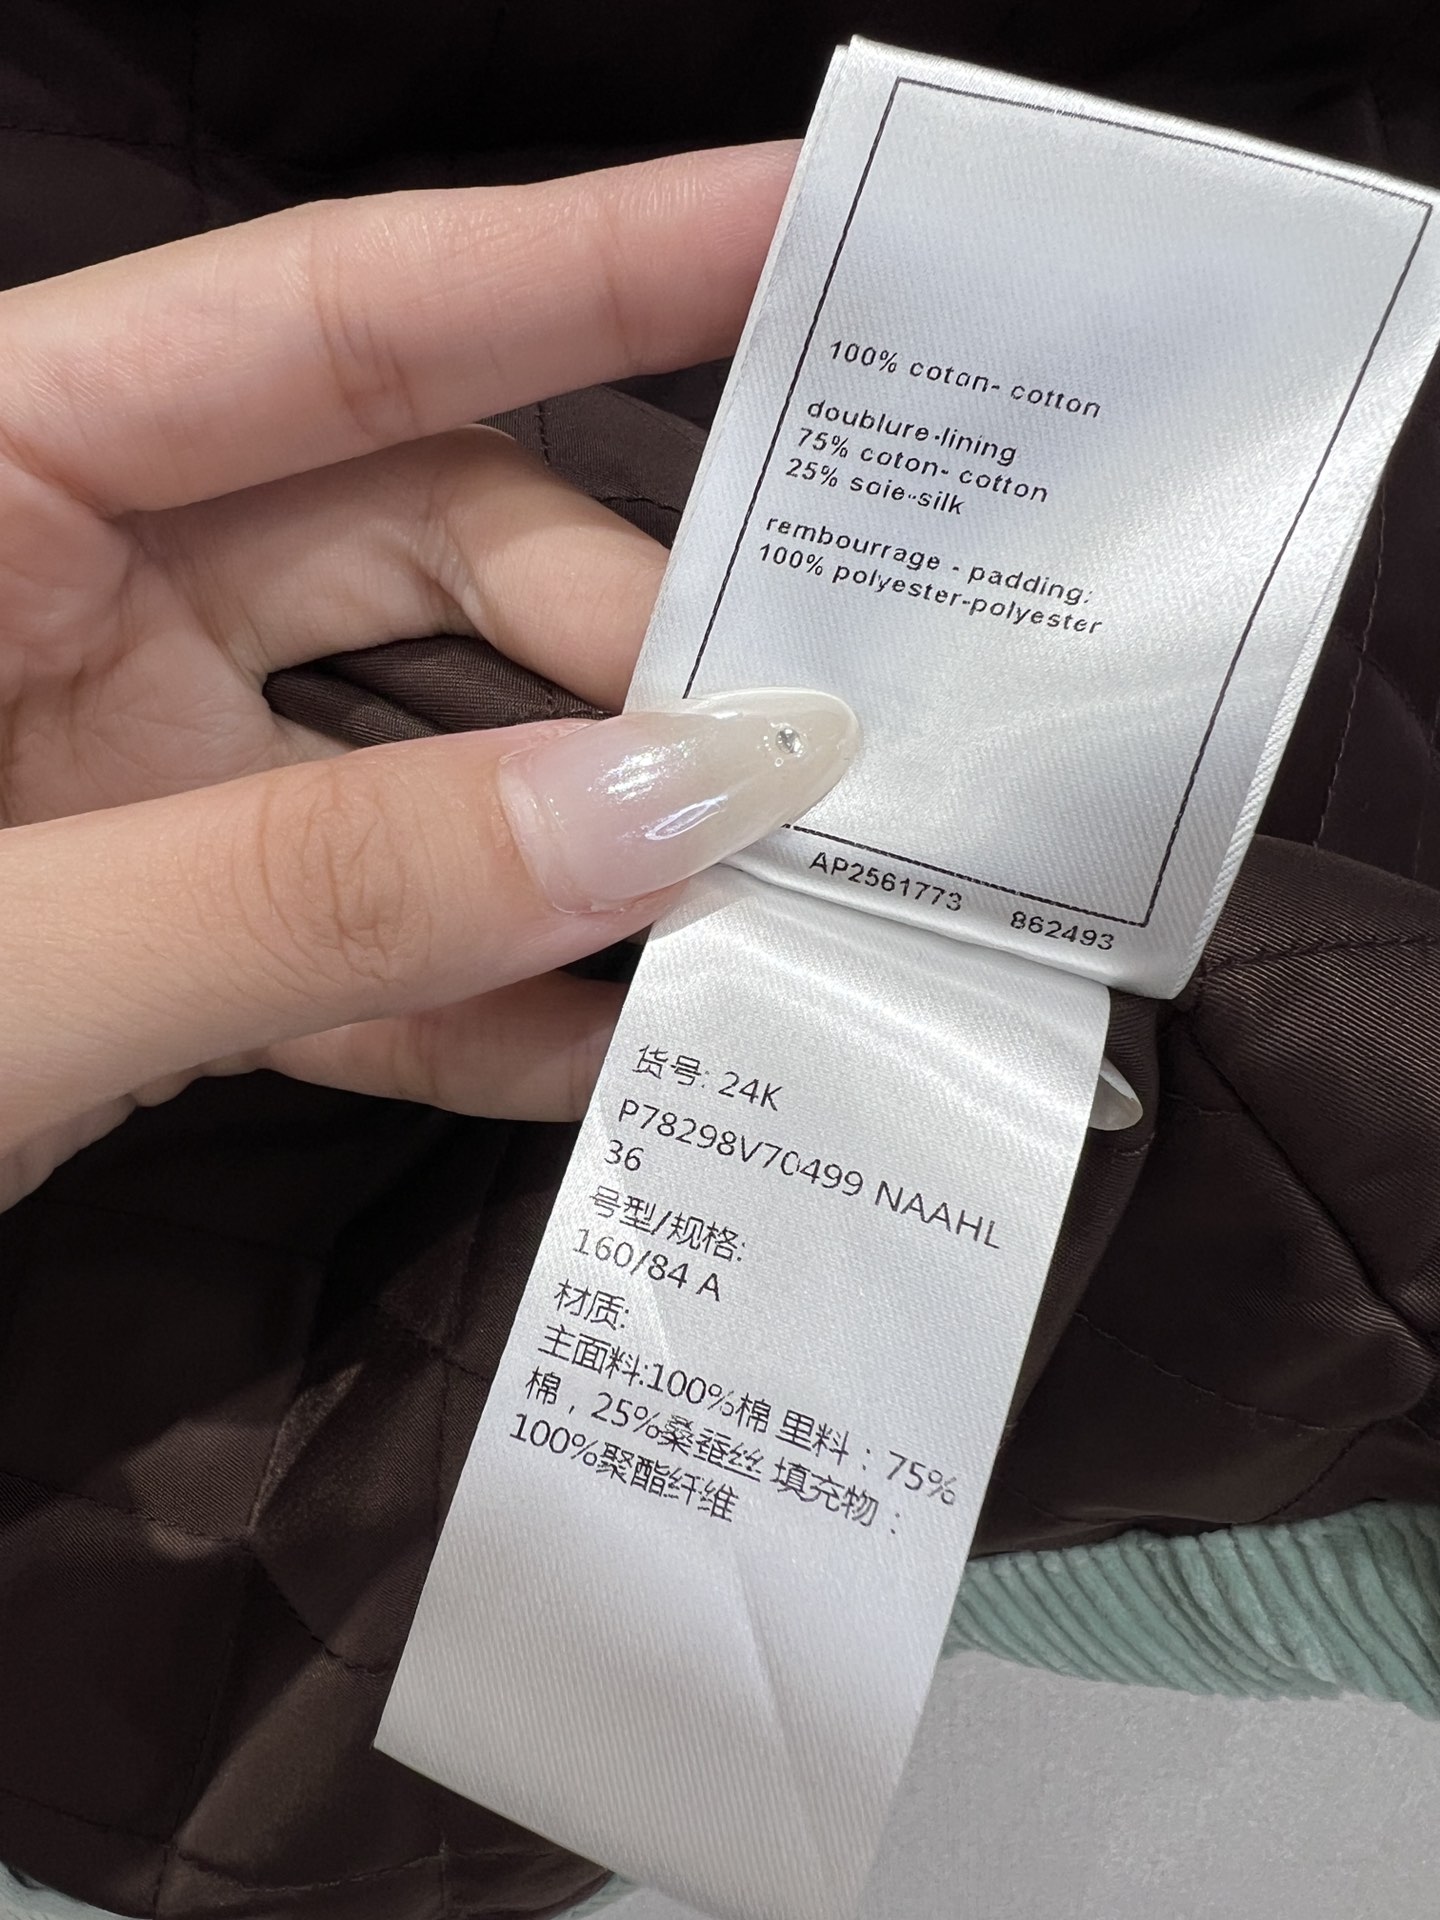 100% cotan- cotton
doublure-lining
75% coton- cotton
25% saie-silk
rembourrage - padding:
100% polyester-polyester
AP2561773 862493
货号: 24K
P78298V70499 NAAHL
36
号型/规格:
160/84 A
材质:
主面料:100%棉 里料：75%
棉，25%桑蚕丝 填充物：
100%聚酯纤维